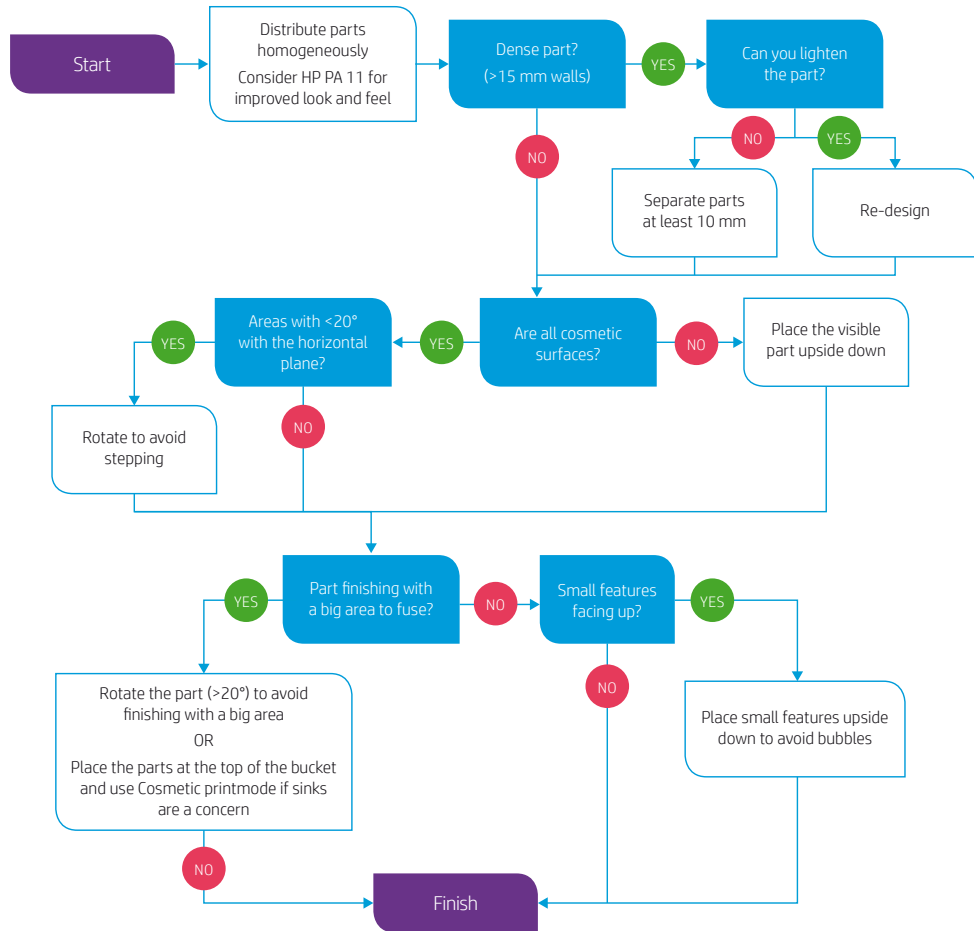 Start
Distribute parts
homogeneously
Consider HP PA 11 for
improved look and feel
Dense part?
(>15 mm walls)
YES
Can you lighten
the part?
NO
NO
YES
Separate parts
at least 10 mm
Re-design
YES
Areas with <20°
with the horizontal
plane?
YES
Are all cosmetic
surfaces?
NO
Place the visible
part upside down
NO
Rotate to avoid
stepping
YES
Part finishing with
a big area to fuse?
NO
Small features
facing up?
YES
NO
Rotate the part (>20°) to avoid
finishing with a big area
OR
Place the parts at the top of the bucket
and use Cosmetic printmode if sinks
are a concern
Place small features upside
down to avoid bubbles
NO
Finish